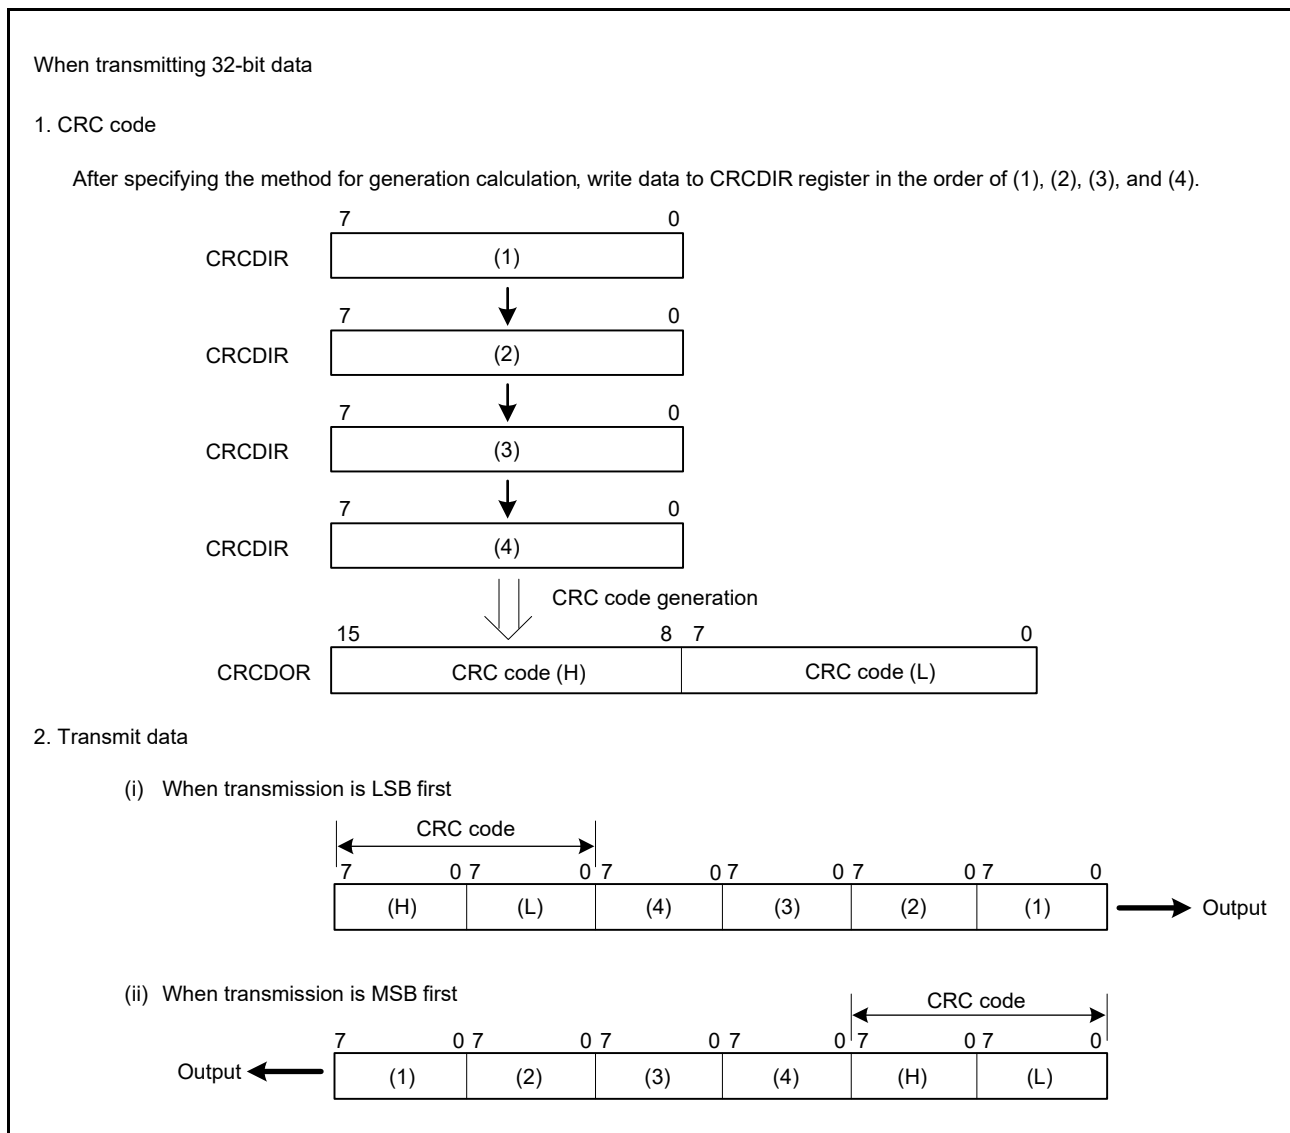 When transmitting 32-bit data
1. CRC code
After specifying the method for generation calculation, write data to CRCDIR register in the order of (1), (2), (3), and (4).
7 0
CRCDIR (1)
7 0
CRCDIR (2)
7 0
CRCDIR (3)
7 0
CRCDIR (4)
CRC code generation
15 8 7 0
CRCDOR CRC code (H) CRC code (L)
2. Transmit data
(i) When transmission is LSB first
CRC code
7 0 7 0 7 0 7 0 7 0 7 0
(H) (L) (4) (3) (2) (1) Output
(ii) When transmission is MSB first
CRC code
7 0 7 0 7 0 7 0 7 0 7 0
Output (1) (2) (3) (4) (H) (L)